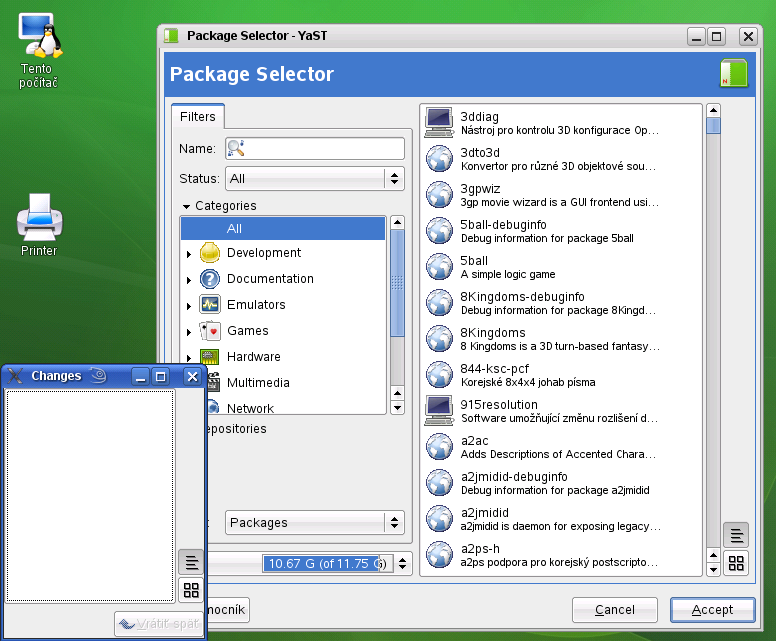 Tento
počítač
Printer
Package Selector - YaST
Package Selector
Filters
Name:
Status:
All
Categories
All
Development
Documentation
Emulators
Games
Hardware
Multimedia
Network
epositories
Packages
10.67 G (of 11.75 G)
mocník
3ddiag
Nástroj pro kontrolu 3D konfigurace Op...
3dto3d
Konvertor pro různé 3D objektové sou...
3gpwiz
3gp movie wizard is a GUI frontend usi...
5ball-debuginfo
Debug information for package 5ball
5ball
A simple logic game
8Kingdoms-debuginfo
Debug information for package 8Kingd...
8Kingdoms
8 Kingdoms is a 3D turn-based fantasy...
844-ksc-pcf
Korejské 8x4x4 johab písma
915resolution
Software umožňující změnu rozlišení d...
a2ac
Adds Descriptions of Accented Chara...
a2jmidid-debuginfo
Debug information for package a2jmidid
a2jmidid
a2jmidid is daemon for exposing legacy...
a2ps-h
a2ps podpora pro korejský postscripto...
Cancel
Accept
Changes
Vrátiť späť